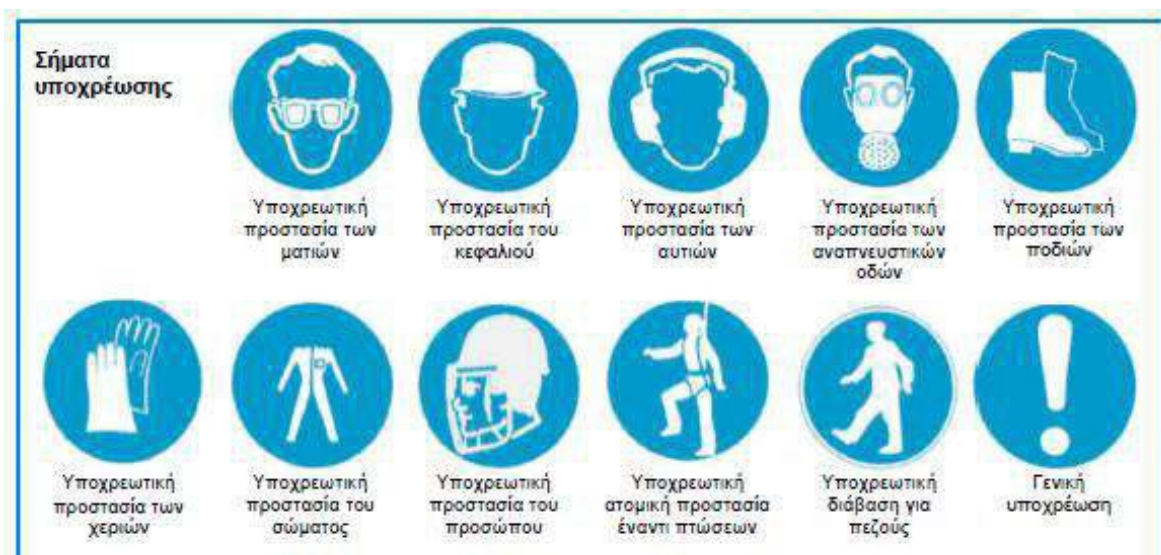 Σήματα
υποχρέωσης
Υποχρεωτική
προστασία των
ματιών
Υποχρεωτική
προστασία του
κεφαλιού
Υποχρεωτική
προστασία των
αυτιών
Υποχρεωτική
προστασία των
αναπνευστικών
οδών
Υποχρεωτική
προστασία των
ποδιών
Υποχρεωτική
προστασία των
χεριών
Υποχρεωτική
προστασία του
σώματος
Υποχρεωτική
προστασία του
προσώπου
Υποχρεωτική
ατομική προστασία
έναντι πτώσεων
Υποχρεωτική
διάβαση για
πεζούς
Γενική
υποχρέωση